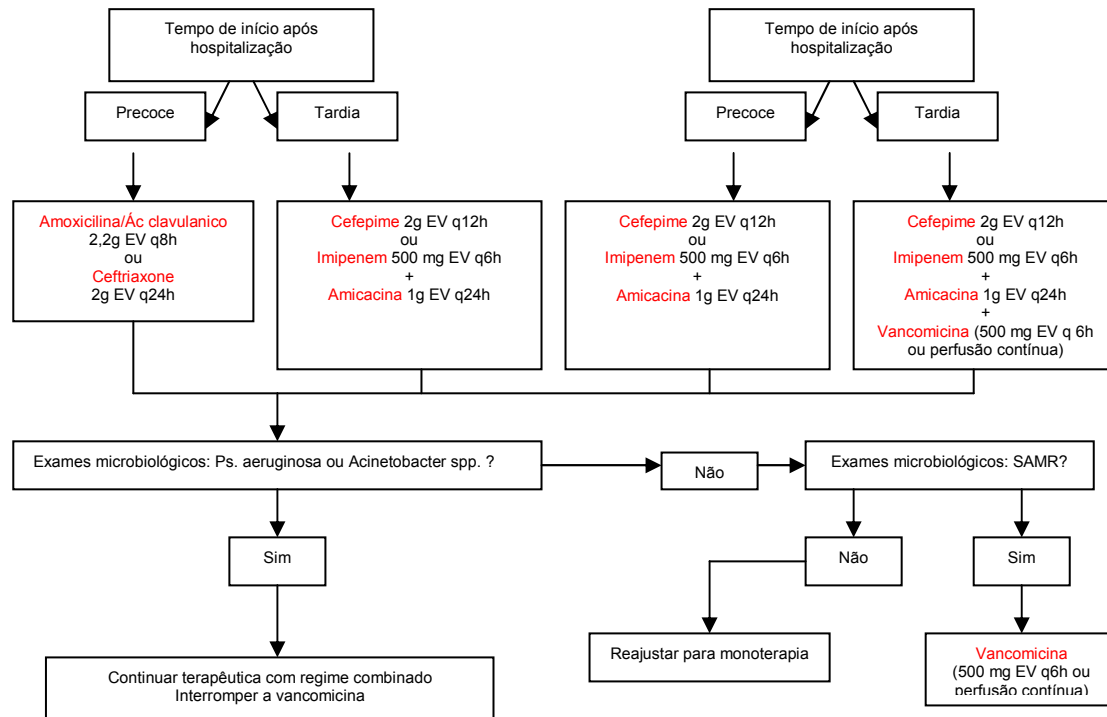 Tempo de início após
hospitalização
Tempo de início após
hospitalização
Precoce
Tardia
Precoce
Tardia
Amoxicilina/Ác clavulanico
2,2g EV q8h
ou
Ceftriaxone
2g EV q24h
Cefepime 2g EV q12h
ou
Imipenem 500 mg EV q6h
+
Amicacina 1g EV q24h
Cefepime 2g EV q12h
ou
Imipenem 500 mg EV q6h
+
Amicacina 1g EV q24h
Cefepime 2g EV q12h
ou
Imipenem 500 mg EV q6h
+
Amicacina 1g EV q24h
+
Vancomicina (500 mg EV q 6h
ou perfusão contínua)
Exames microbiológicos: Ps. aeruginosa ou Acinetobacter spp. ?
Não
Exames microbiológicos: SAMR?
Sim
Não
Sim
Continuar terapêutica com regime combinado
Interromper a vancomicina
Reajustar para monoterapia
Vancomicina
(500 mg EV q6h ou
perfusão contínua)